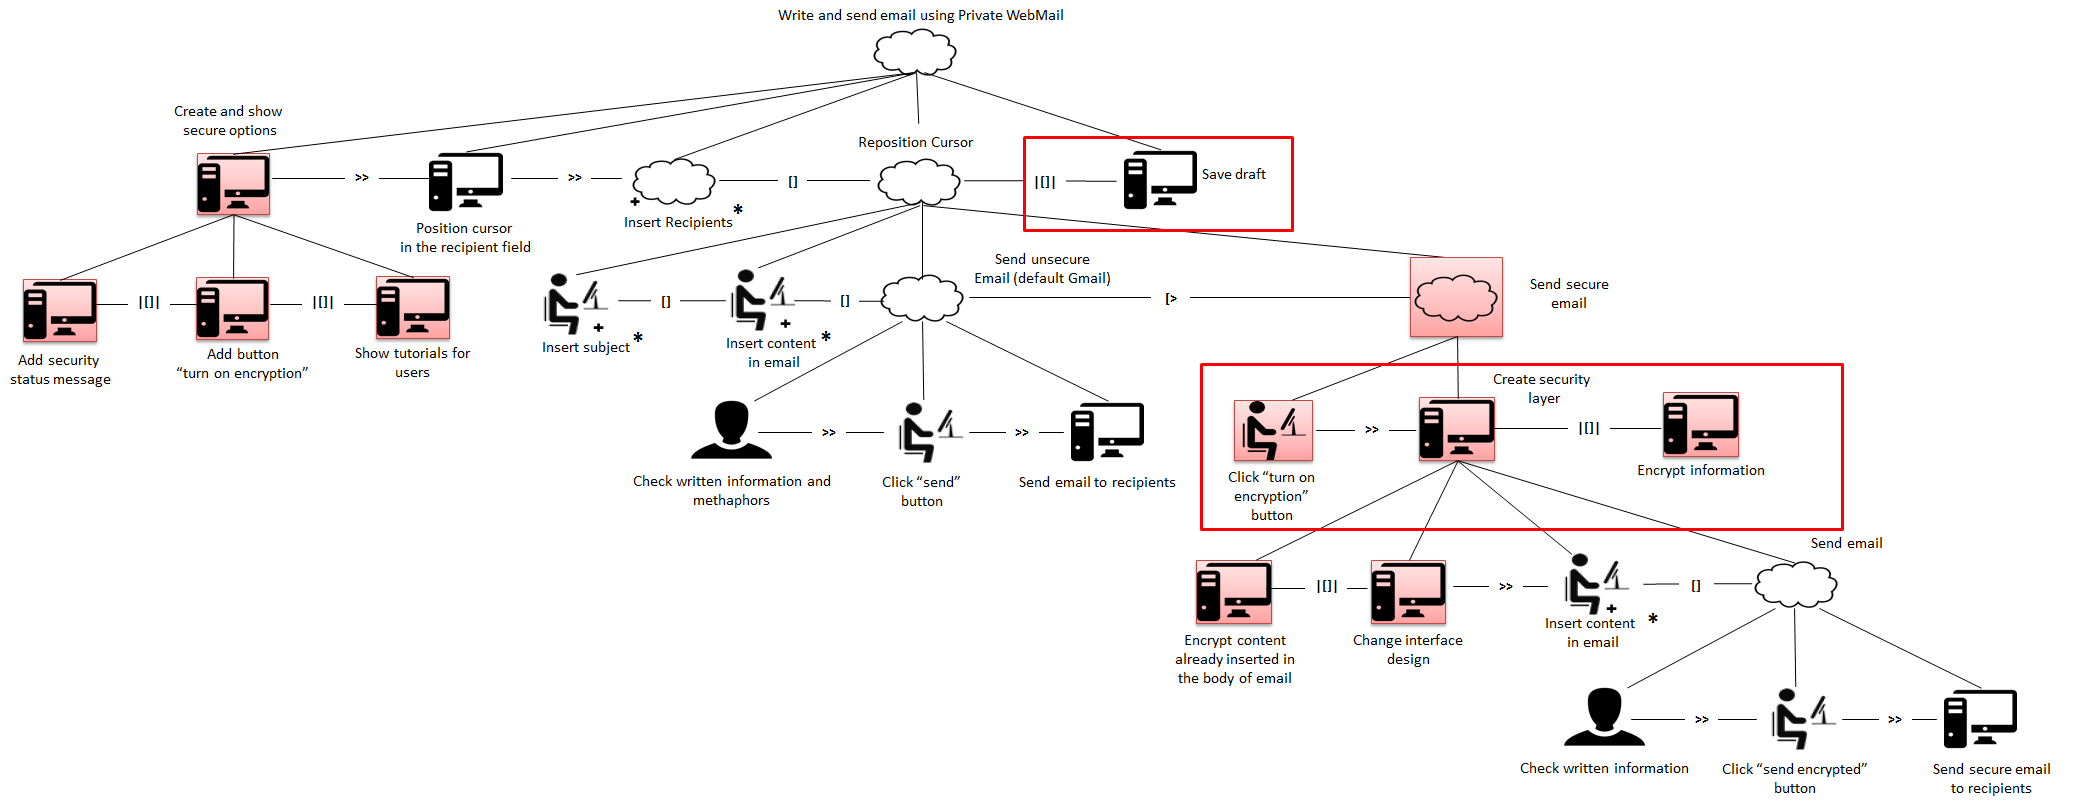 Write and send email using Private WebMail
Create and show
secure options
Reposition Cursor
>>
>>
[]
|[]|
Save draft
+
Insert Recipients *
Position cursor
in the recipient field
Send unsecure
Email (default Gmail)
Send secure
email
|[]|
|[]|
[]
[]
[>
+
+
Add security
status message
Add button
“turn on encryption”
Show tutorials for
users
Insert subject *
Insert content *
in email
Create security
layer
>>
>>
>>
|[]|
Check written information and
methaphors
Click “send”
button
Send email to recipients
Click “turn on
encryption”
button
Encrypt information
Send email
|[]|
>>
[]
+
Encrypt content
already inserted in
the body of email
Change interface
design
Insert content *
in email
>>
>>
Check written information
Click “send encrypted”
button
Send secure email
to recipients